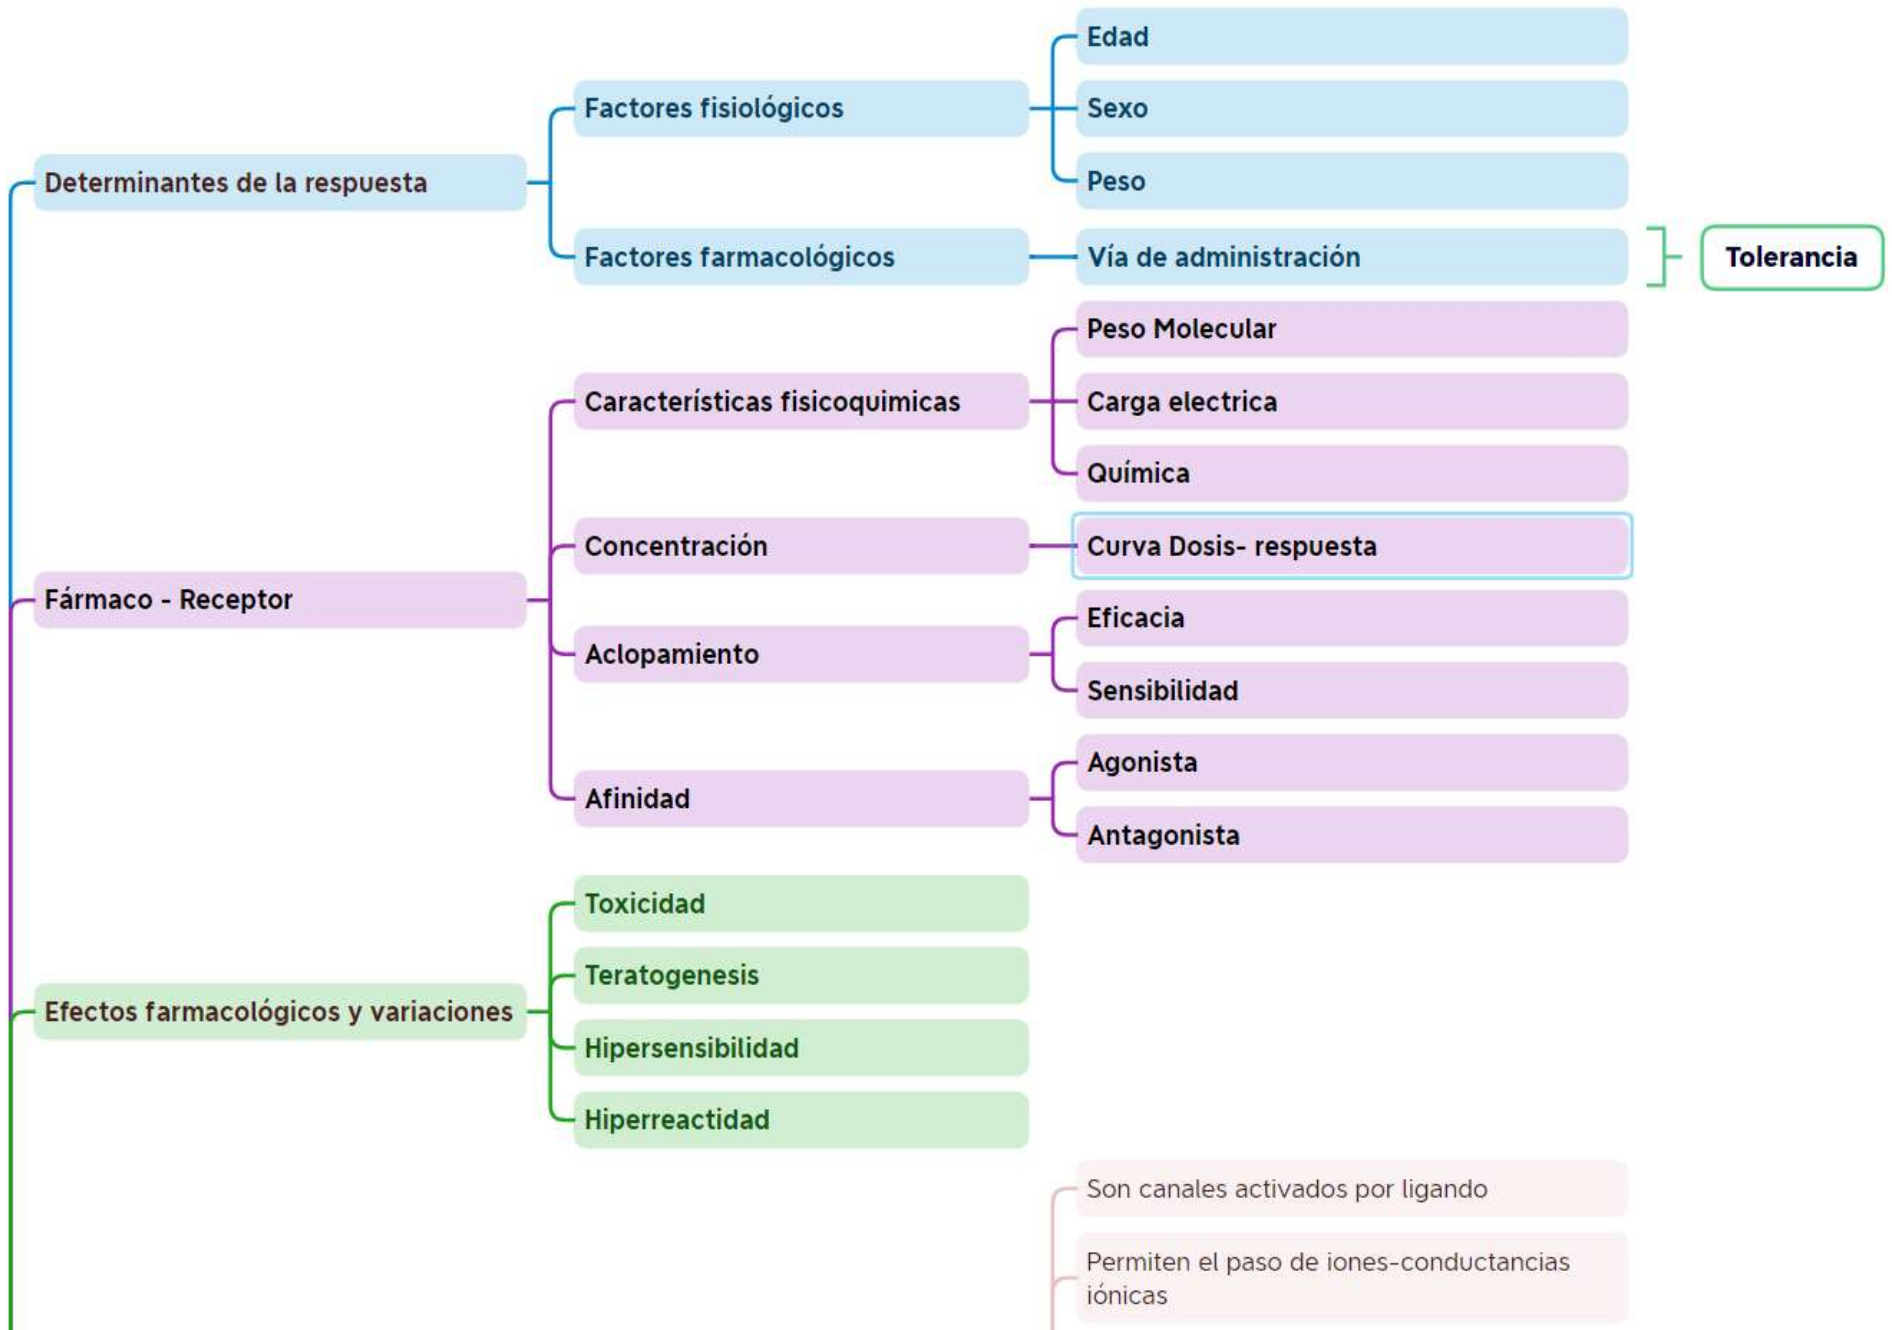 Edad
Factores fisiológicos
Sexo
Determinantes de la respuesta
Peso
Factores farmacológicos
Vía de administración
Tolerancia
Peso Molecular
Características fisicoquimicas
Carga electrica
Química
Concentración
Curva Dosis- respuesta
Fármaco - Receptor
Eficacia
Aclopamiento
Sensibilidad
Agonista
Afinidad
Antagonista
Toxicidad
Teratogenesis
Efectos farmacológicos y variaciones
Hipersensibilidad
Hiperreactidad
Son canales activados por ligando
Permiten el paso de iones-conductancias
iónicas